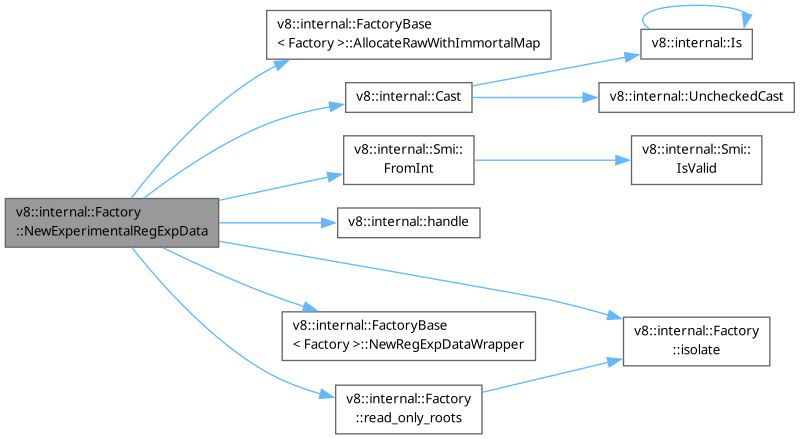 v8::internal::FactoryBase
< Factory >::AllocateRawWithImmortalMap
v8::internal::Is
v8::internal::Cast
v8::internal::UncheckedCast
v8::internal::Smi::
FromInt
v8::internal::Smi::
IsValid
v8::internal::Factory
::NewExperimentalRegExpData
v8::internal::handle
v8::internal::FactoryBase
< Factory >::NewRegExpDataWrapper
v8::internal::Factory
::isolate
v8::internal::Factory
::read_only_roots